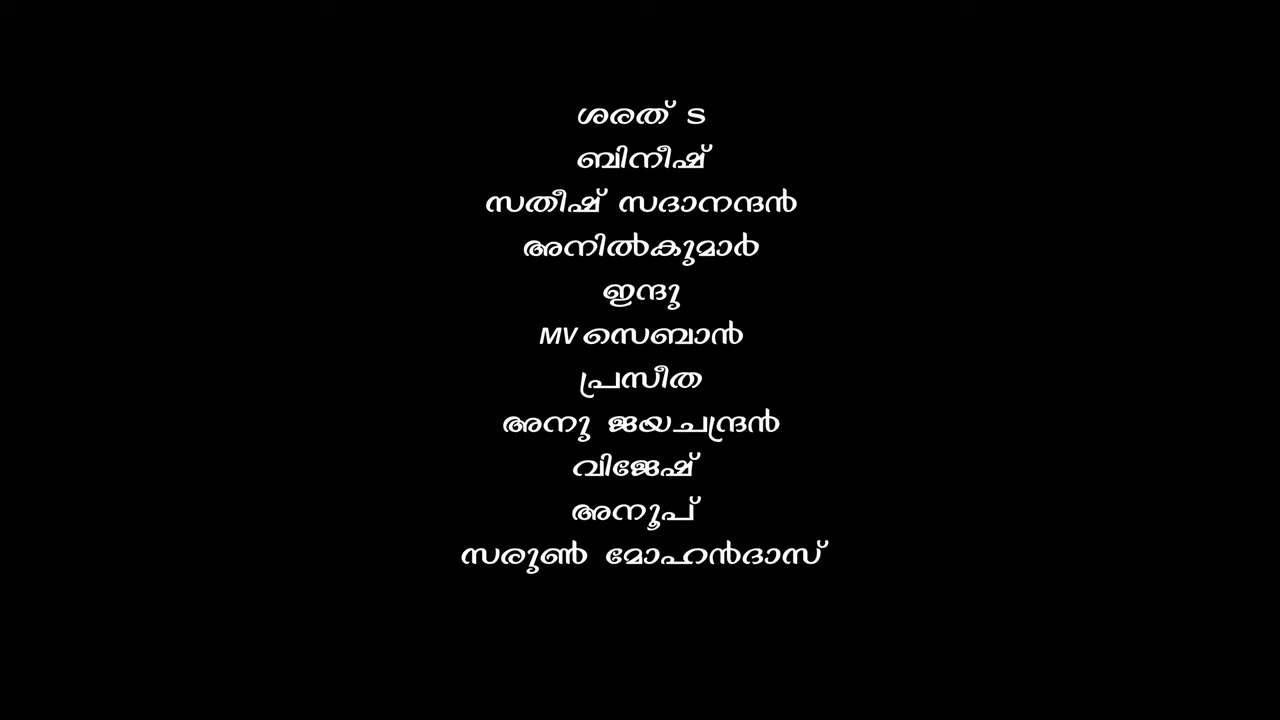 ശരത് ട
ബിനീഷ്
സതീഷ് സദാനന്ദൻ
അനിൽകുമാർ
ഇന്ദു
MV സെബാൻ
പ്രസീത
അനു ജയചന്ദ്രൻ
വിജേഷ്
അനൂപ്
സരുൺ മോഹൻദാസ്